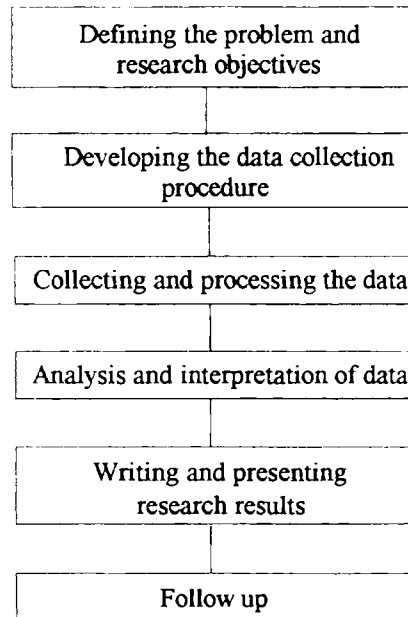 Defining the problem and
research objectives
Developing the data collection
procedure
Collecting and processing the data
Analysis and interpretation of data
Writing and presenting
research results
Follow up